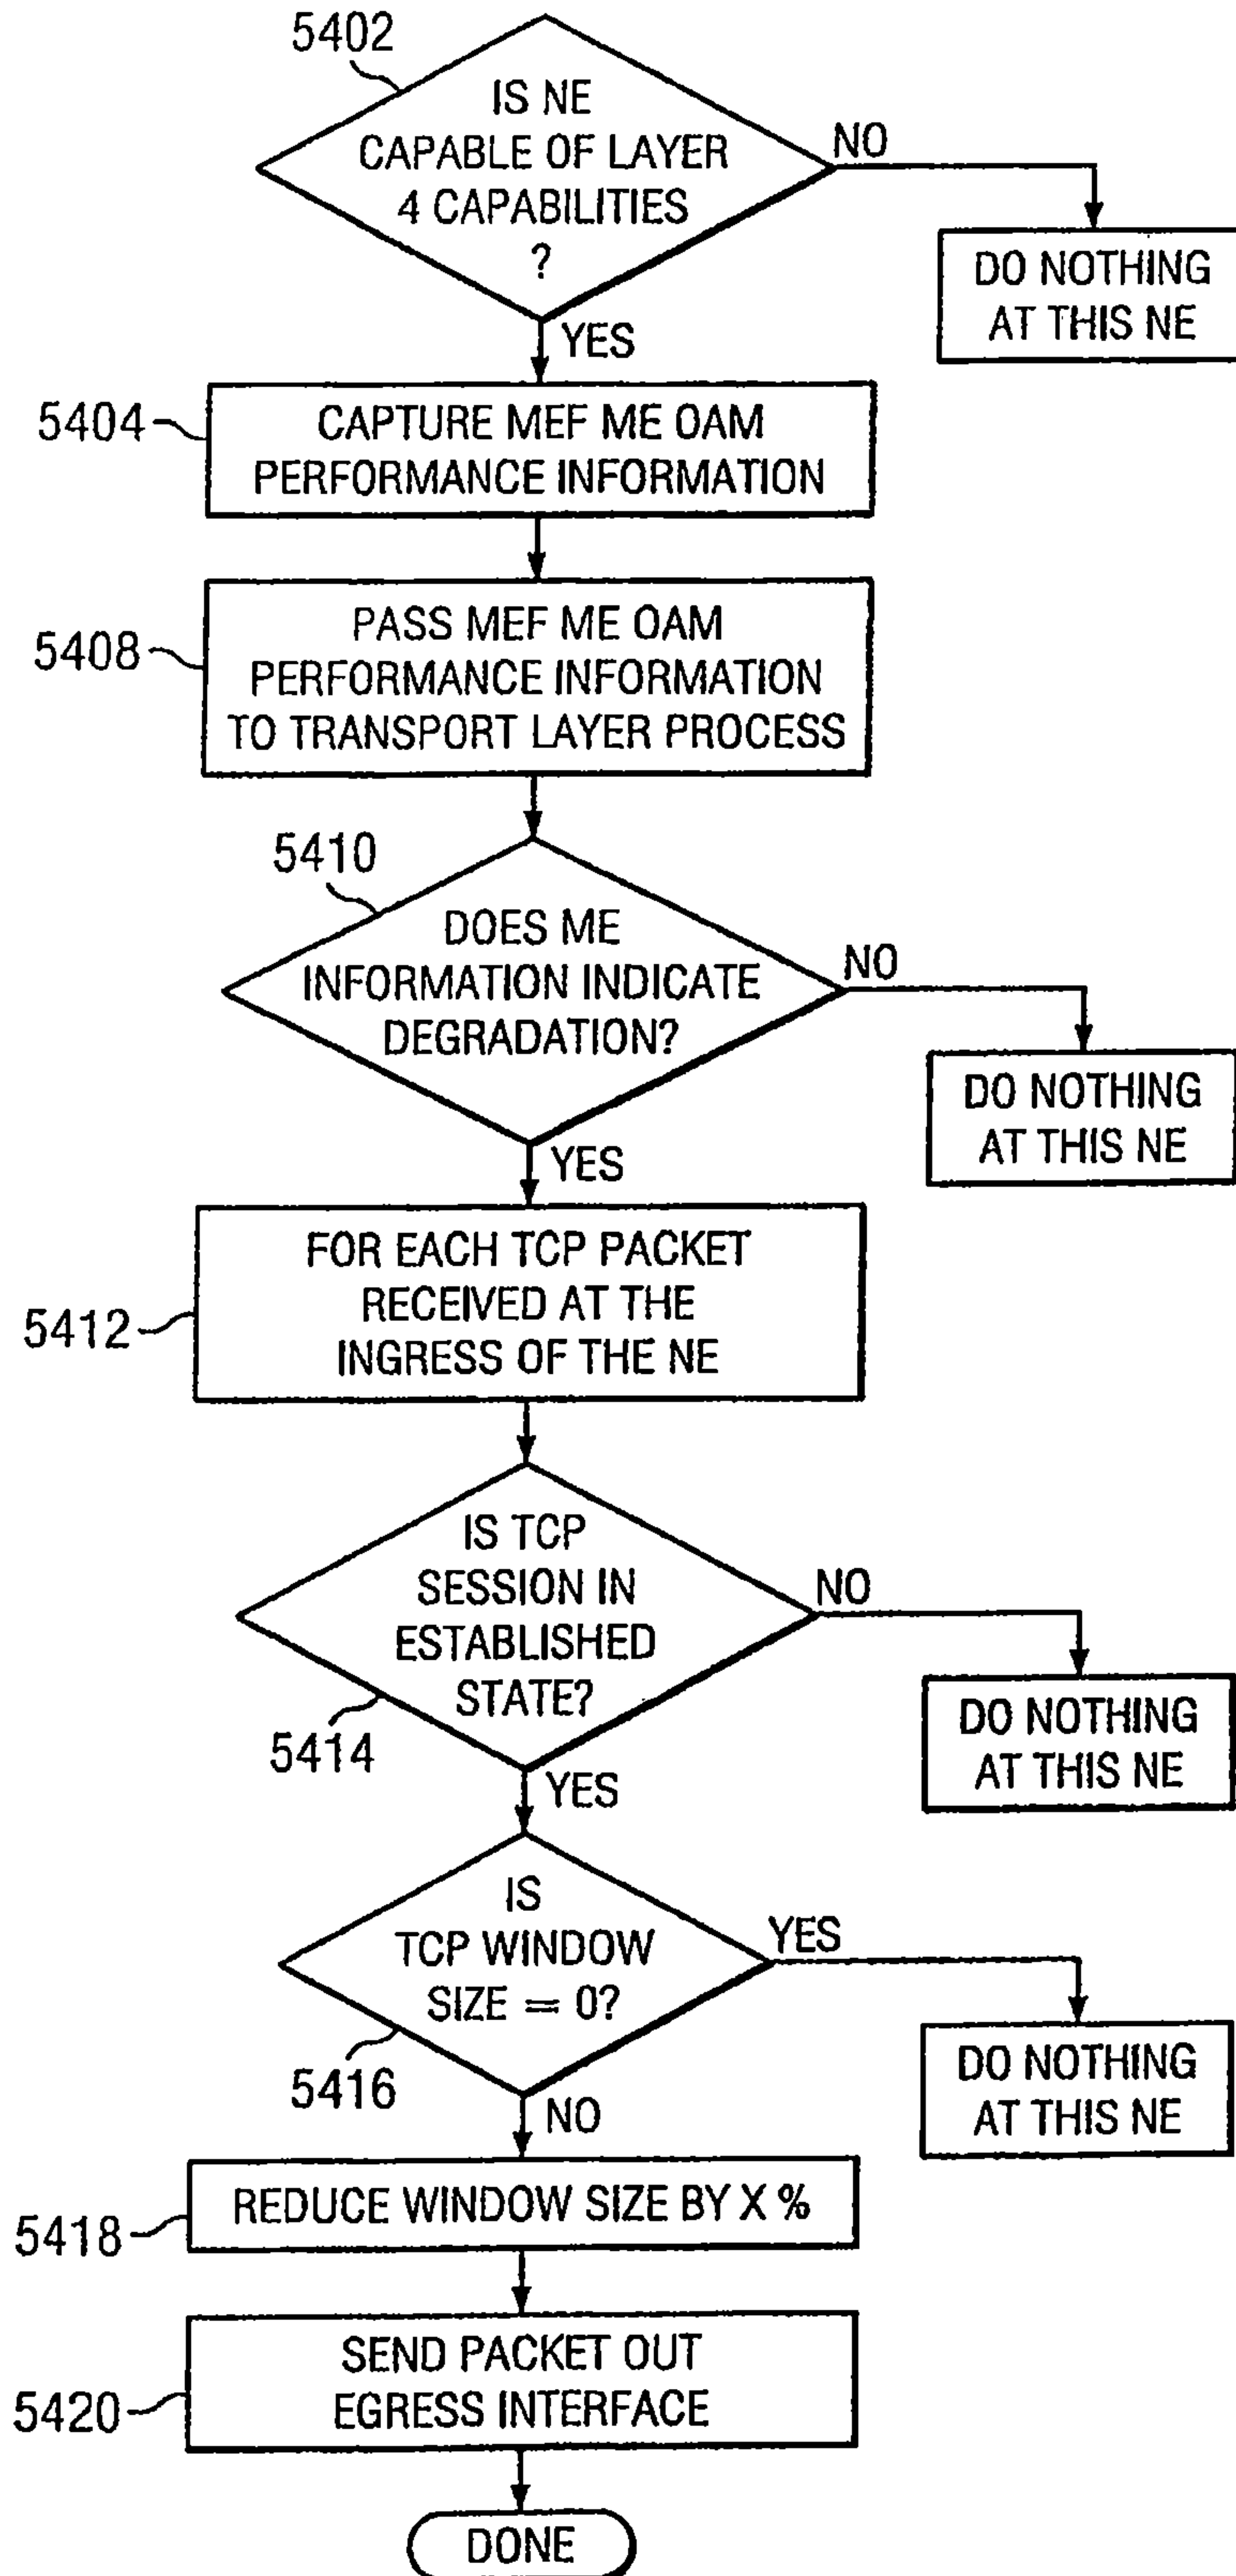 5402
IS NE
CAPABLE OF LAYER
4 CAPABILITIES
?
NO
DO NOTHING
AT THIS NE
YES
5404
CAPTURE MEF ME OAM
PERFORMANCE INFORMATION
5408
PASS MEF ME OAM
PERFORMANCE INFORMATION
TO TRANSPORT LAYER PROCESS
5410
DOES ME
INFORMATION INDICATE
DEGRADATION?
NO
DO NOTHING
AT THIS NE
YES
5412
FOR EACH TCP PACKET
RECEIVED AT THE
INGRESS OF THE NE
IS TCP
SESSION IN
ESTABLISHED
STATE?
5414
NO
DO NOTHING
AT THIS NE
YES
IS
TCP WINDOW
SIZE = 0?
5416
YES
DO NOTHING
AT THIS NE
NO
5418
REDUCE WINDOW SIZE BY X %
5420
SEND PACKET OUT
EGRESS INTERFACE
DONE